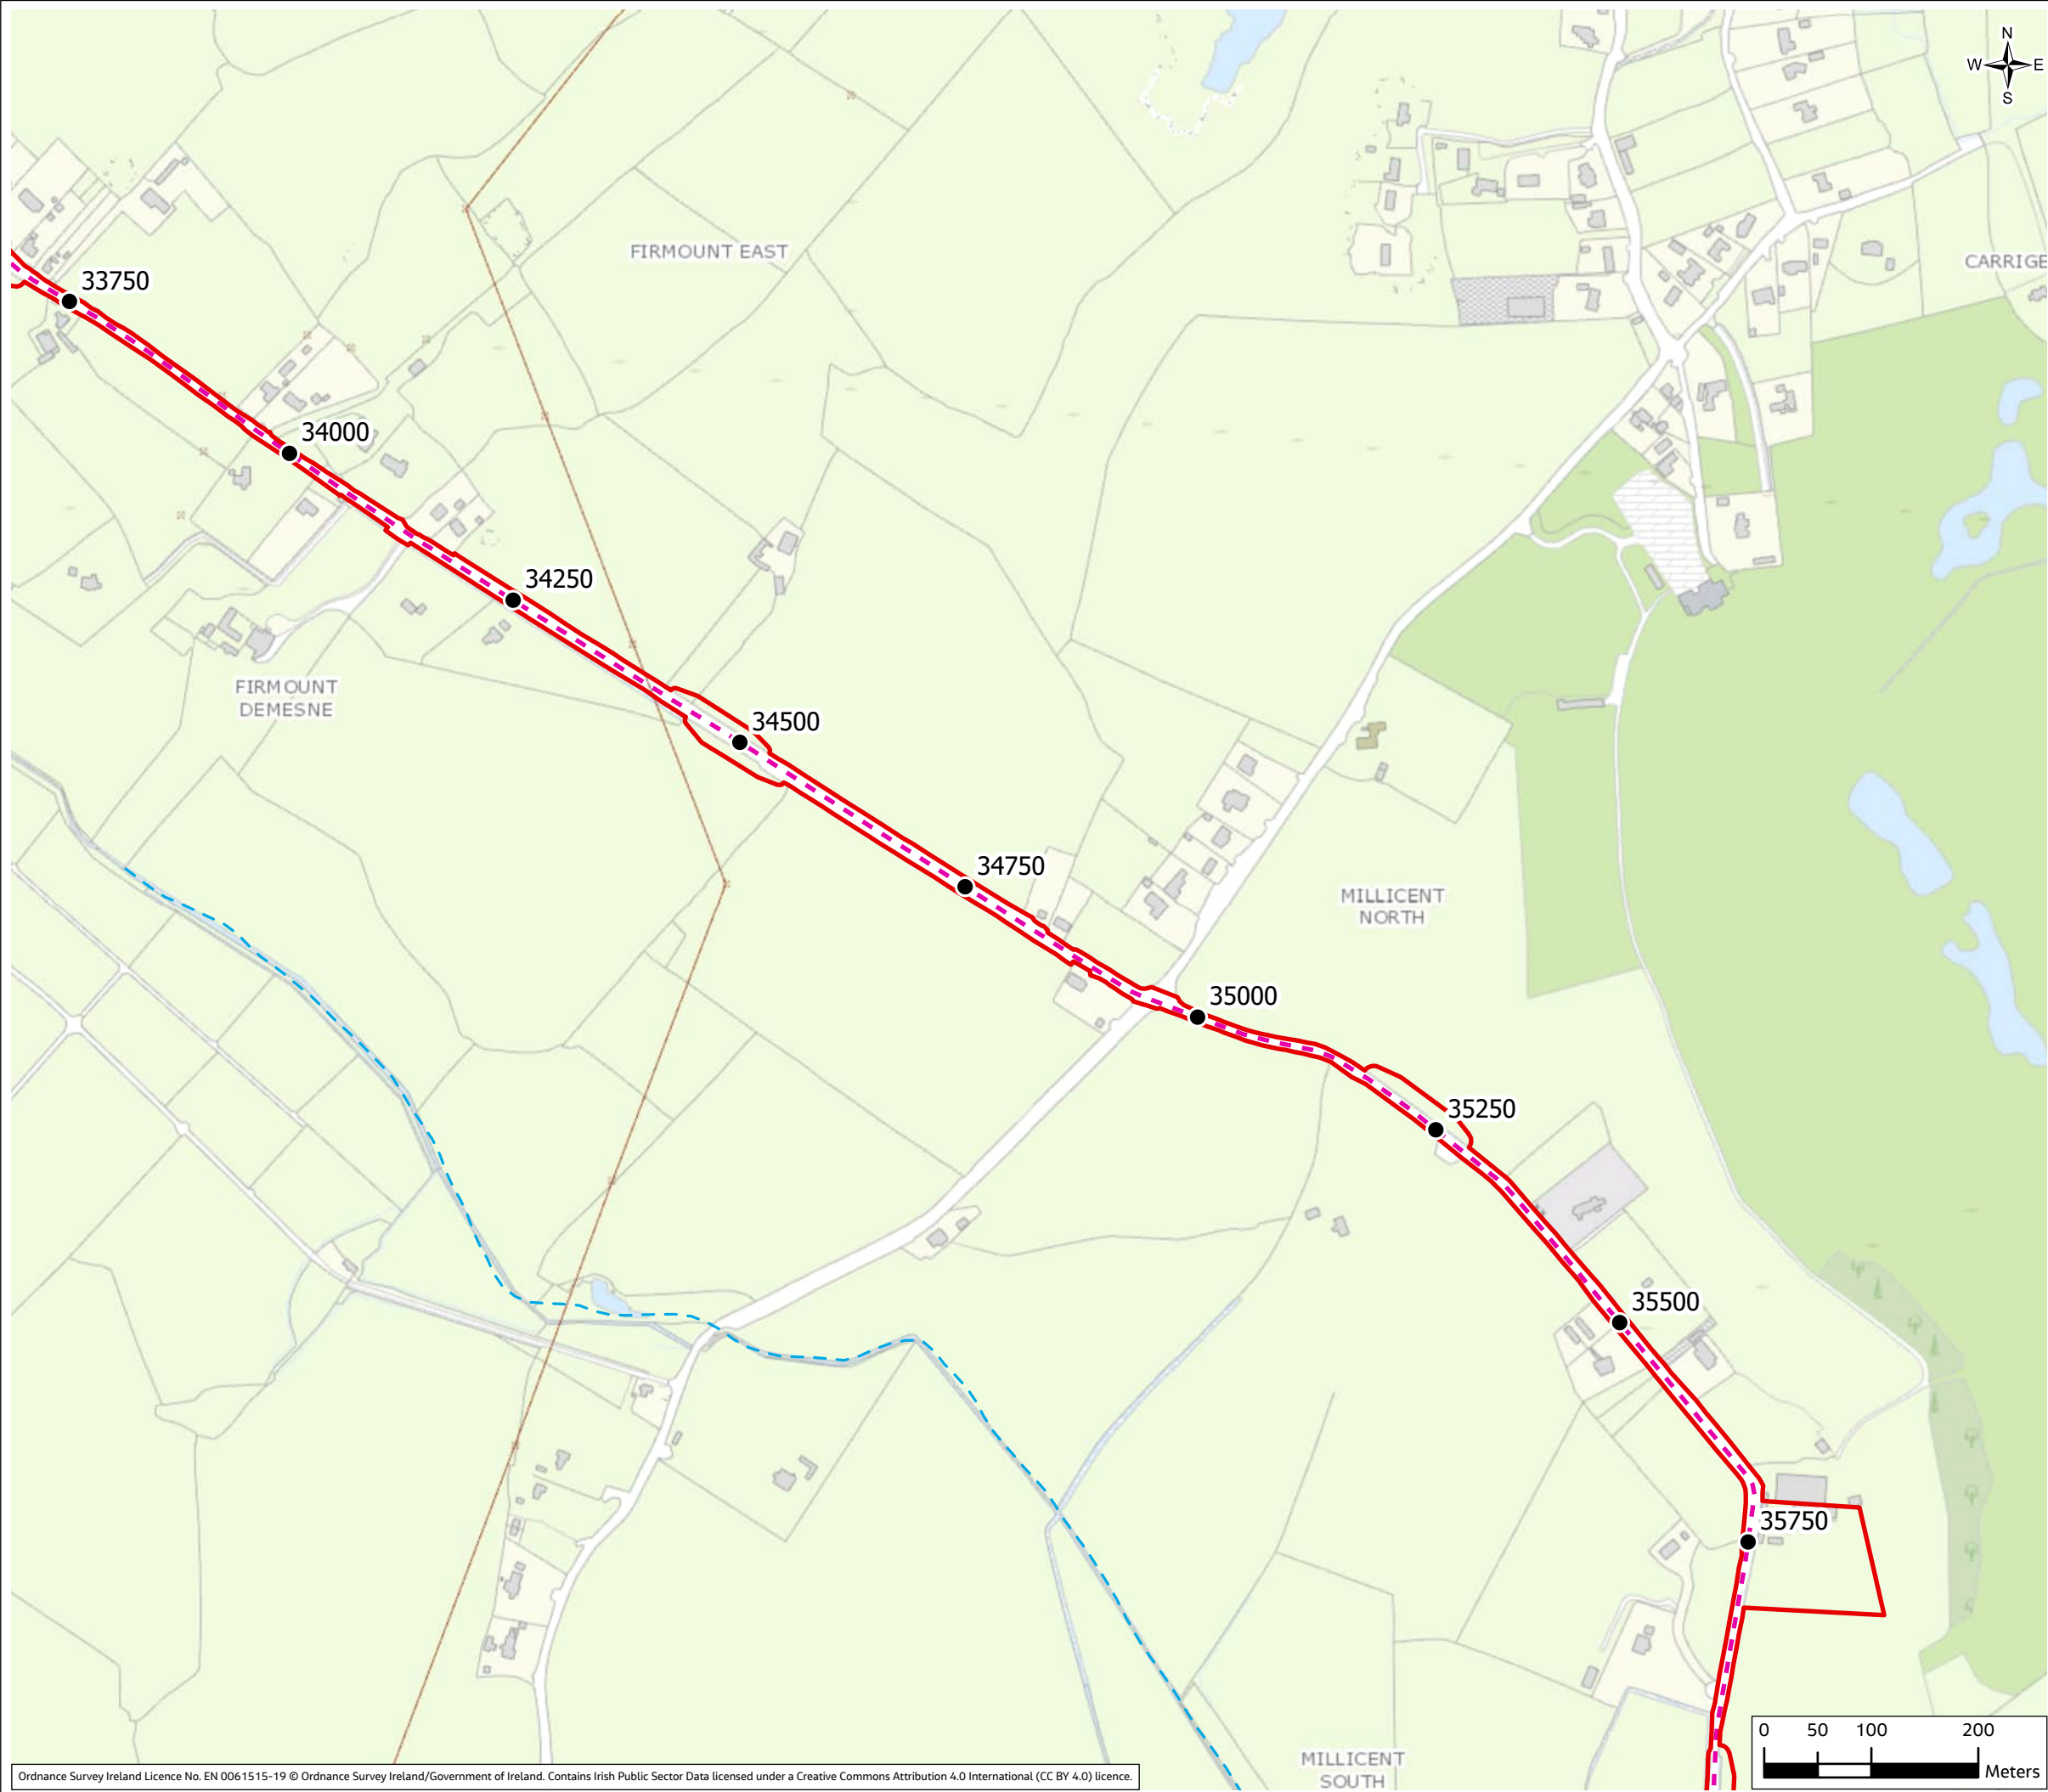 N
W E
S
FIRMOUNT EAST
CARRIGE
33750
34000
34250
FIRMOUNT
DEMESNE
34500
34750
MILLICENT
NORTH
35000
35250
35500
35750
0 50 100 200
Meters
MILLICENT
SOUTH
Ordnance Survey Ireland Licence No. EN 0061515-19 © Ordnance Survey Ireland/Government of Ireland. Contains Irish Public Sector Data licensed under a Creative Commons Attribution 4.0 International (CC BY 4.0) licence.